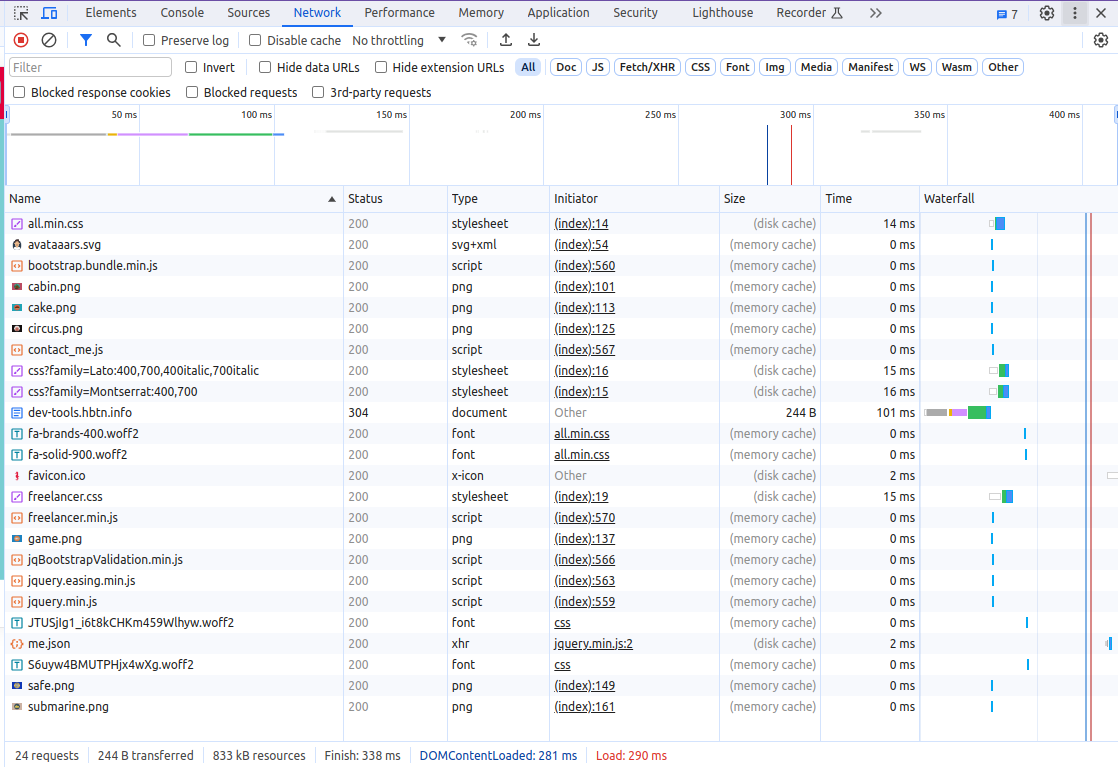 Elements Console Sources Network Performance Memory Application Security Lighthouse Recorder 7
Preserve log Disable cache No throttling
Filter Invert Hide data URLs Hide extension URLs All Doc JS Fetch/XHR CSS Font Img Media Manifest WS Wasm Other
Blocked response cookies Blocked requests 3rd-party requests
50 ms 100 ms 150 ms 200 ms 250 ms 300 ms 350 ms 400 ms
Name Status Type Initiator Size Time Waterfall
all.min.css 200 stylesheet (index):14 (disk cache) 14 ms
avataaars.svg 200 svg+xml (index):54 (memory cache) 0 ms
bootstrap.bundle.min.js 200 script (index):560 (memory cache) 0 ms
cabin.png 200 png (index):101 (memory cache) 0 ms
cake.png 200 png (index):113 (memory cache) 0 ms
circus.png 200 png (index):125 (memory cache) 0 ms
contact_me.js 200 script (index):567 (memory cache) 0 ms
css?family=Lato:400,700,400italic,700italic 200 stylesheet (index):16 (disk cache) 15 ms
css?family=Montserrat:400,700 200 stylesheet (index):15 (disk cache) 16 ms
dev-tools.hbtn.info 304 document Other 244 B 101 ms
fa-brands-400.woff2 200 font all.min.css (memory cache) 0 ms
fa-solid-900.woff2 200 font all.min.css (memory cache) 0 ms
favicon.ico 200 x-icon Other (disk cache) 2 ms
freelancer.css 200 stylesheet (index):19 (disk cache) 15 ms
freelancer.min.js 200 script (index):570 (memory cache) 0 ms
game.png 200 png (index):137 (memory cache) 0 ms
jqBootstrapValidation.min.js 200 script (index):566 (memory cache) 0 ms
jquery.easing.min.js 200 script (index):563 (memory cache) 0 ms
jquery.min.js 200 script (index):559 (memory cache) 0 ms
JTUSjIg1_i6t8kCHKm459Wlhyw.woff2 200 font css (memory cache) 0 ms
me.json 200 xhr jquery.min.js:2 (disk cache) 2 ms
S6uyw4BMUTPHjx4wXg.woff2 200 font css (memory cache) 0 ms
safe.png 200 png (index):149 (memory cache) 0 ms
submarine.png 200 png (index):161 (memory cache) 0 ms
24 requests 244 B transferred 833 kB resources Finish: 338 ms DOMContentLoaded: 281 ms Load: 290 ms